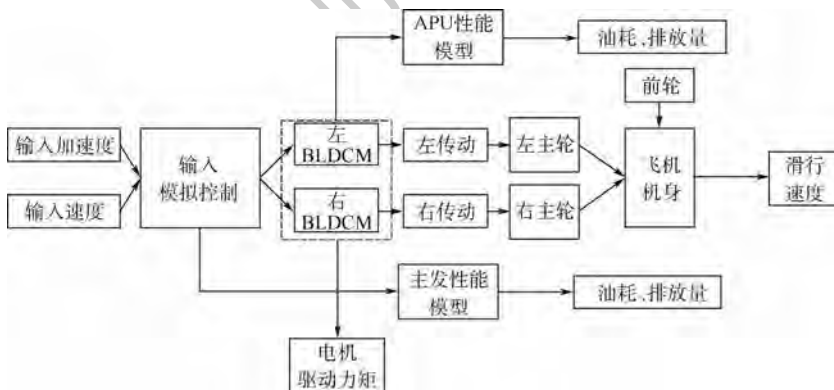 APU性能
模型
油耗、排放量
前轮
输入加速度
输入速度
输入
模拟控制
左
BLDCM
右
BLDCM
左传动
右传动
左主轮
右主轮
飞机
机身
滑行
速度
主发性能
模型
油耗、排放量
电机
驱动力矩